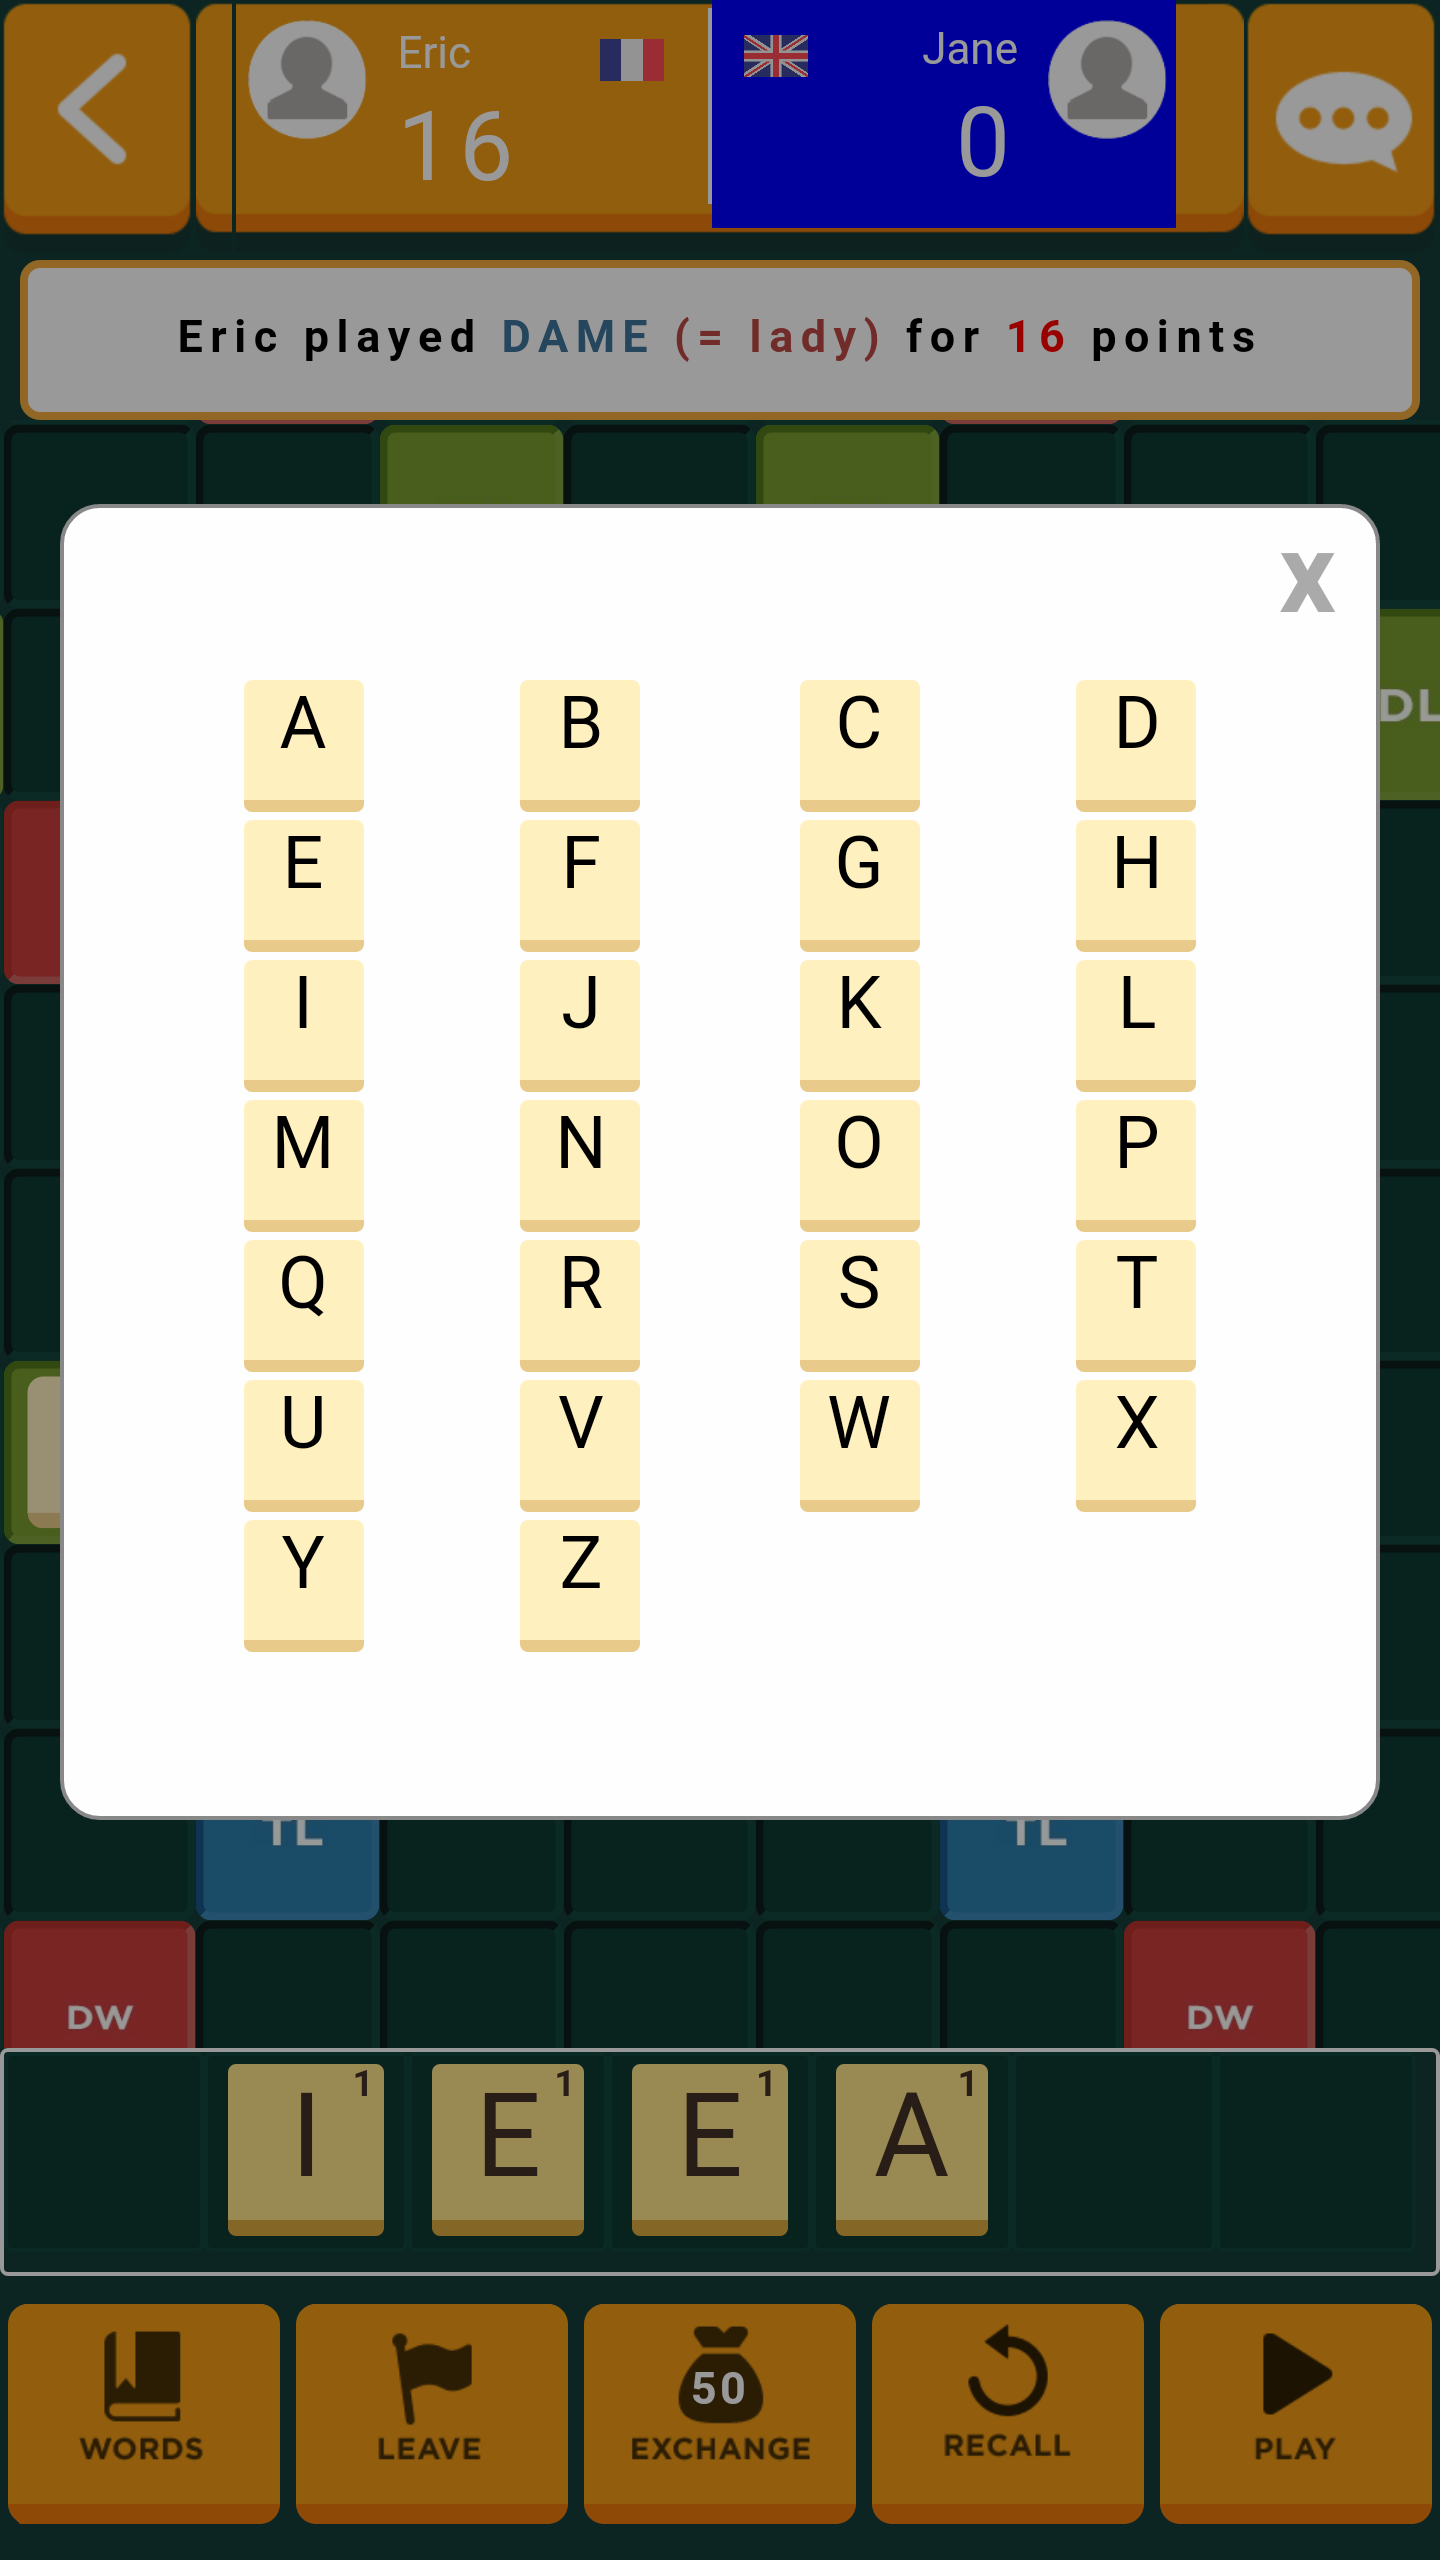 Eric
Jane
16
0
Eric played DAME (= lady) for 16 points
X
A B C D
E F G H
DL
I J K L
M N O P
Q R S T
U V W X
Y Z
TL TL
DW DW
I 1 E 1 E 1 A 1
50
WORDS LEAVE EXCHANGE RECALL PLAY